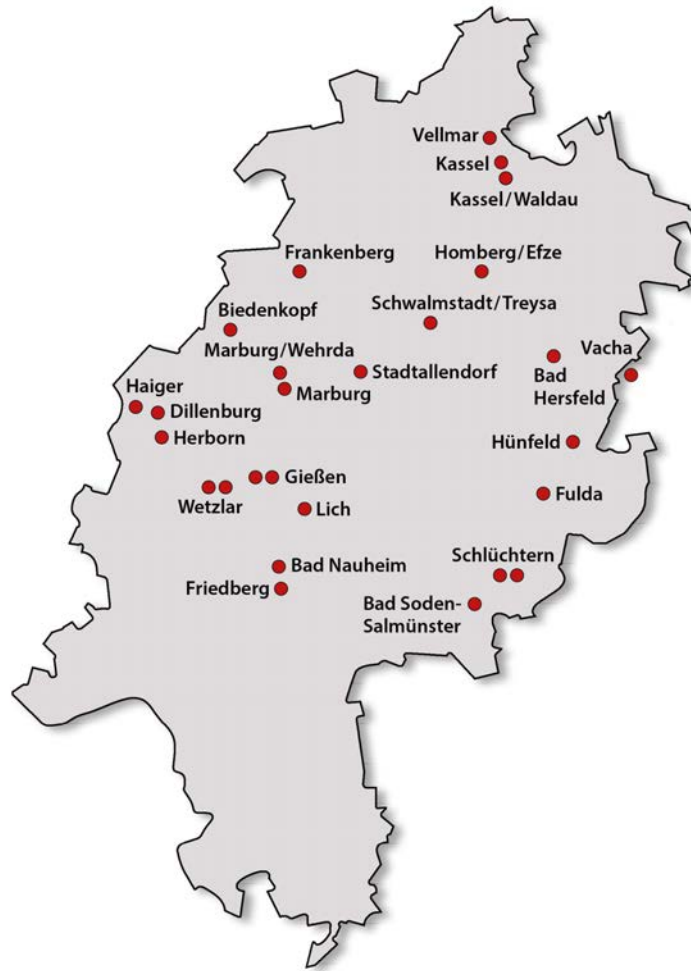 Vellmar
Kassel
Kassel/Waldau
Frankenberg
Homberg/Efze
Schwalmstadt/Treysa
Biedenkopf
Marburg/Wehrda
Stadtallendorf
Vacha
Bad
Hersfeld
Haiger
Marburg
Dillenburg
Herborn
Hünfeld
Gießen
Wetzlar
Fulda
Lich
Schlüchtern
Bad Nauheim
Friedberg
Bad Soden-
Salmünster